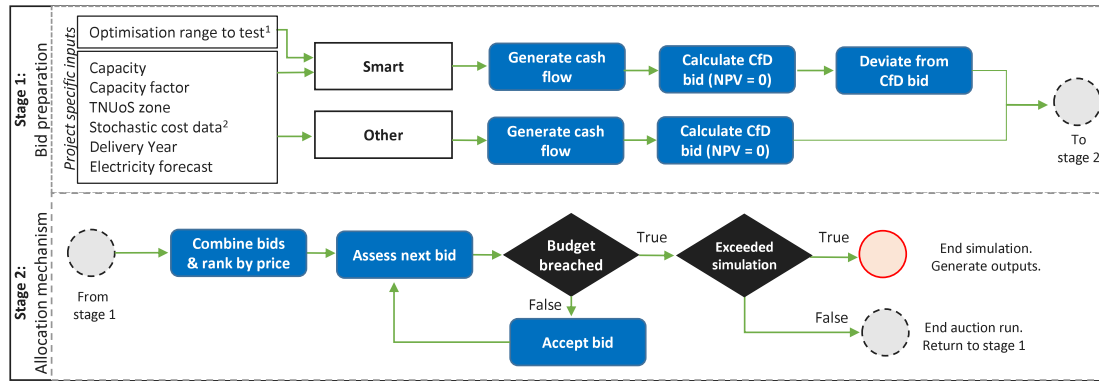 Stage 1:
Bid preparation
Project specific inputs
Optimisation range to test1
Capacity
Capacity factor
TNUoS zone
Stochastic cost data2
Delivery Year
Electricity forecast
Smart
Generate cash
flow
Calculate CfD
bid (NPV = 0)
Deviate from
CfD bid
Other
Generate cash
flow
Calculate CfD
bid (NPV = 0)
To
stage 2
Stage 2:
Allocation mechanism
From
stage 1
Combine bids
& rank by price
Assess next bid
Budget
breached
True
Exceeded
simulation
True
End simulation.
Generate outputs.
False
Accept bid
False
End auction run.
Return to stage 1